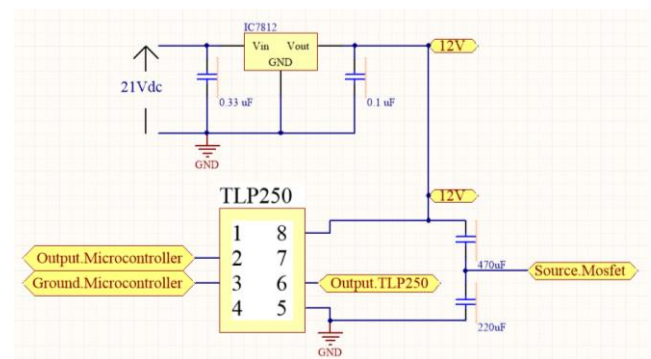 IC7812
Vin Vout
GND
12V
21Vdc
0.33 uF
0.1 uF
GND
TLP250
12V
1 8
2 7
3 6
4 5
Output.Microcontroller
Ground.Microcontroller
Output.TLP250
470uF
Source.Mosfet
220uF
GND